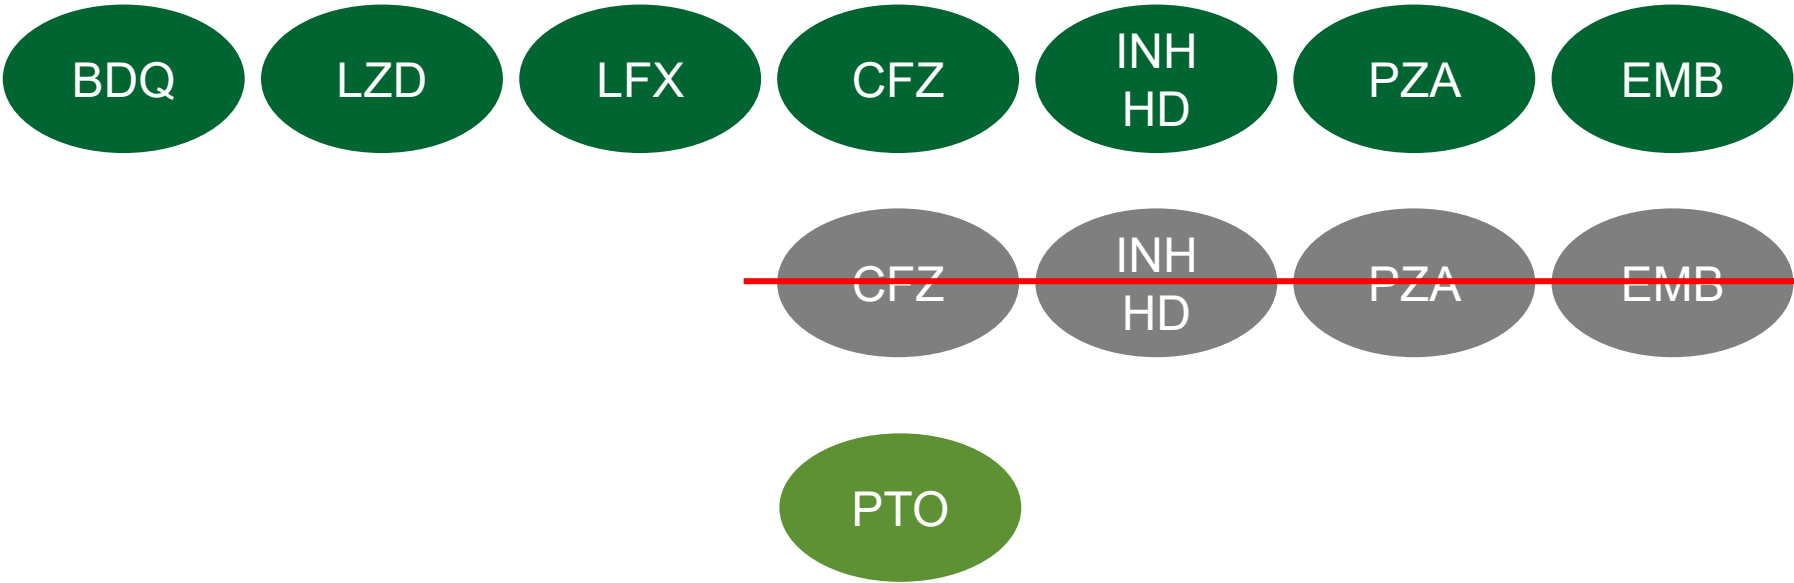 BDQ LZD LFX CFZ INH HD PZA EMB
CFZ INH HD PZA EMB
PTO